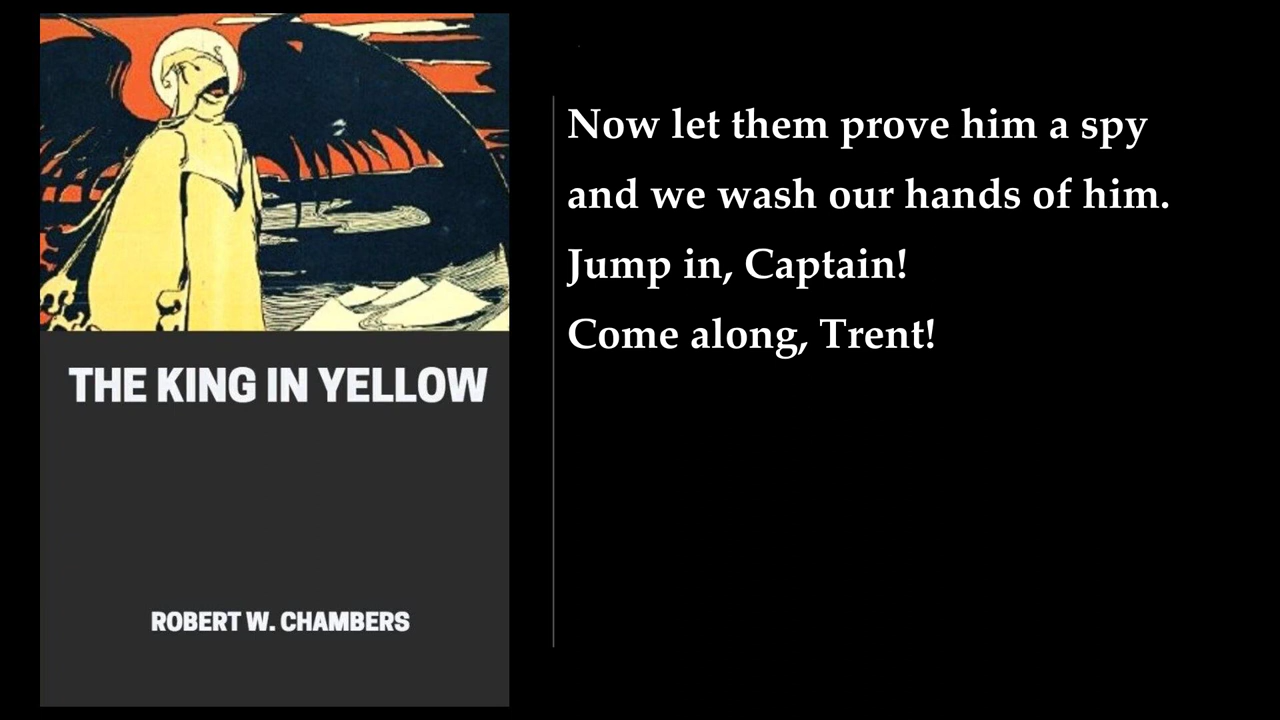 THE KING IN YELLOW
ROBERT W. CHAMBERS
Now let them prove him a spy
and we wash our hands of him.
Jump in, Captain!
Come along, Trent!